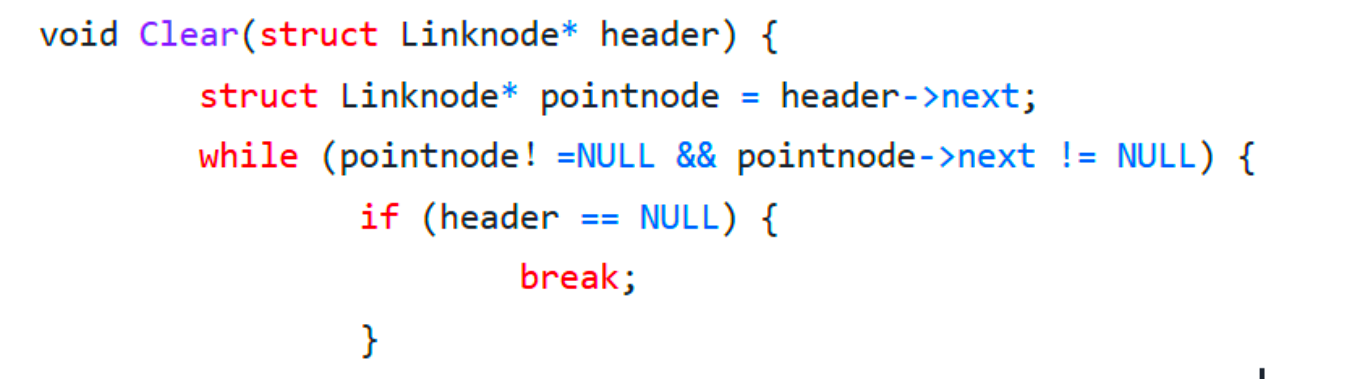 void Clear(struct Linknode* header) {
struct Linknode* pointnode = header->next;
while (pointnode! =NULL && pointnode->next != NULL) {
if (header == NULL) {
break;
}